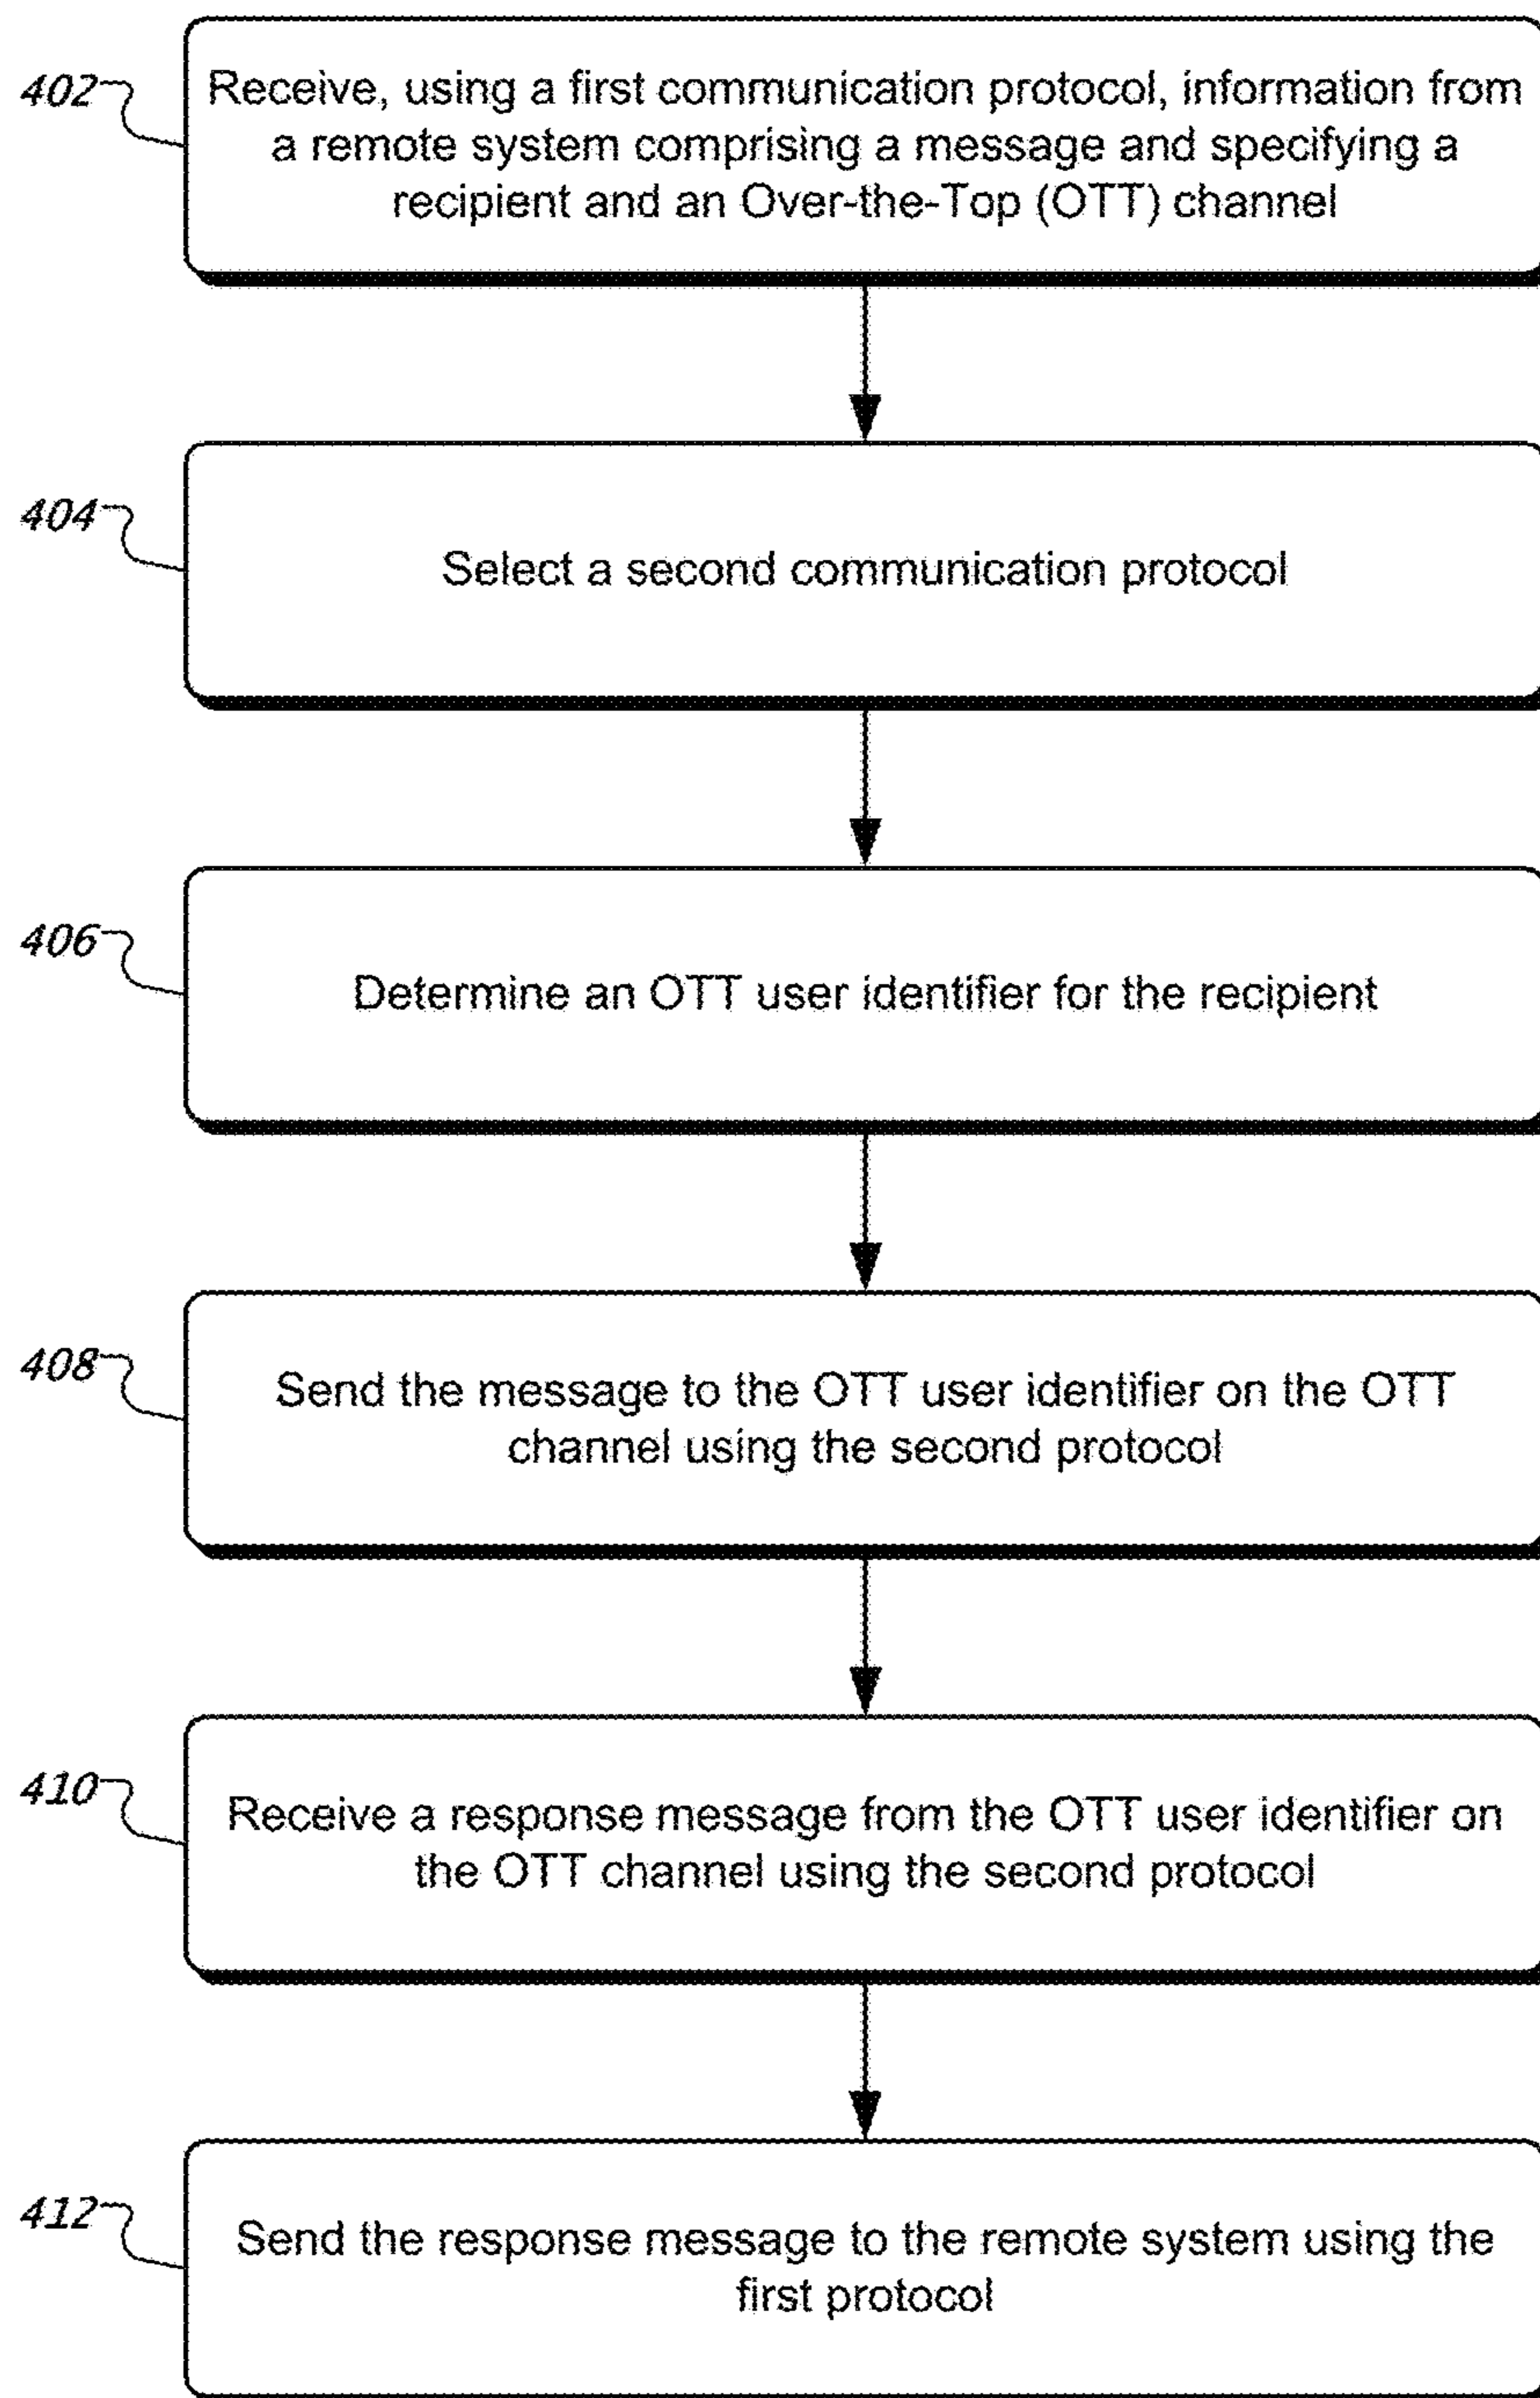 402
Receive, using a first communication protocol, information from
a remote system comprising a message and specifying a
recipient and an Over-the-Top (OTT) channel
404
Select a second communication protocol
406
Determine an OTT user identifier for the recipient
408
Send the message to the OTT user identifier on the OTT
channel using the second protocol
410
Receive a response message from the OTT user identifier on
the OTT channel using the second protocol
412
Send the response message to the remote system using the
first protocol